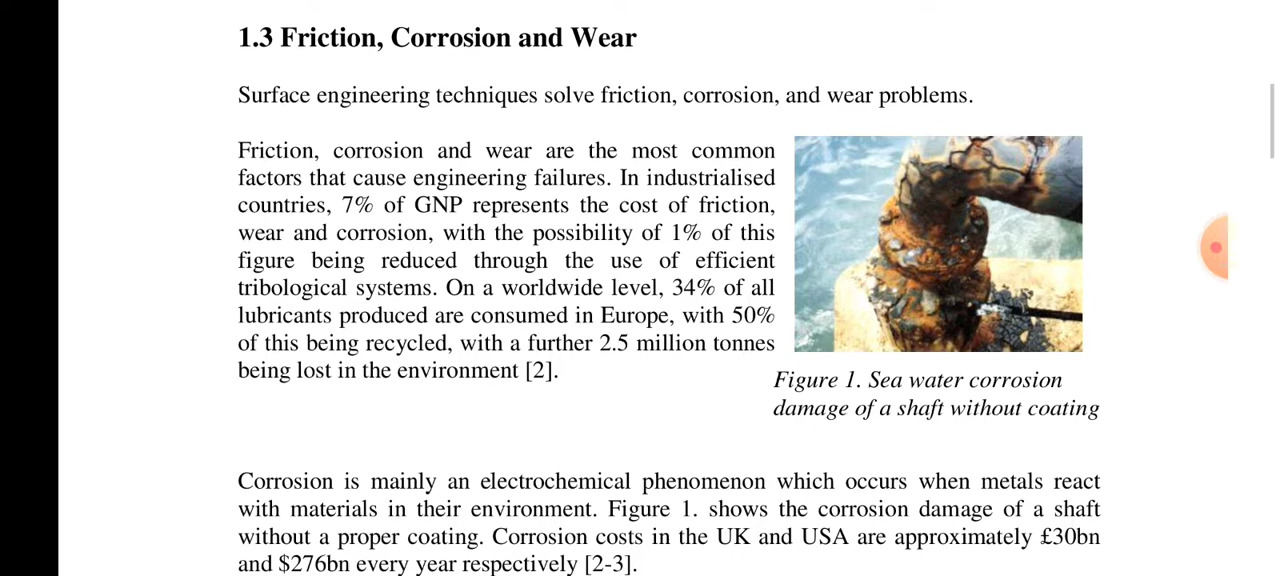 1.3 Friction, Corrosion and Wear
Surface engineering techniques solve friction, corrosion, and wear problems.
Friction, corrosion and wear are the most common
factors that cause engineering failures. In industrialised
countries, 7% of GNP represents the cost of friction,
wear and corrosion, with the possibility of 1% of this
figure being reduced through the use of efficient
tribological systems. On a worldwide level, 34% of all
lubricants produced are consumed in Europe, with 50%
of this being recycled, with a further 2.5 million tonnes
being lost in the environment [2].
Figure 1. Sea water corrosion
damage of a shaft without coating
Corrosion is mainly an electrochemical phenomenon which occurs when metals react
with materials in their environment. Figure 1. shows the corrosion damage of a shaft
without a proper coating. Corrosion costs in the UK and USA are approximately £30bn
and $276bn every year respectively [2-3].